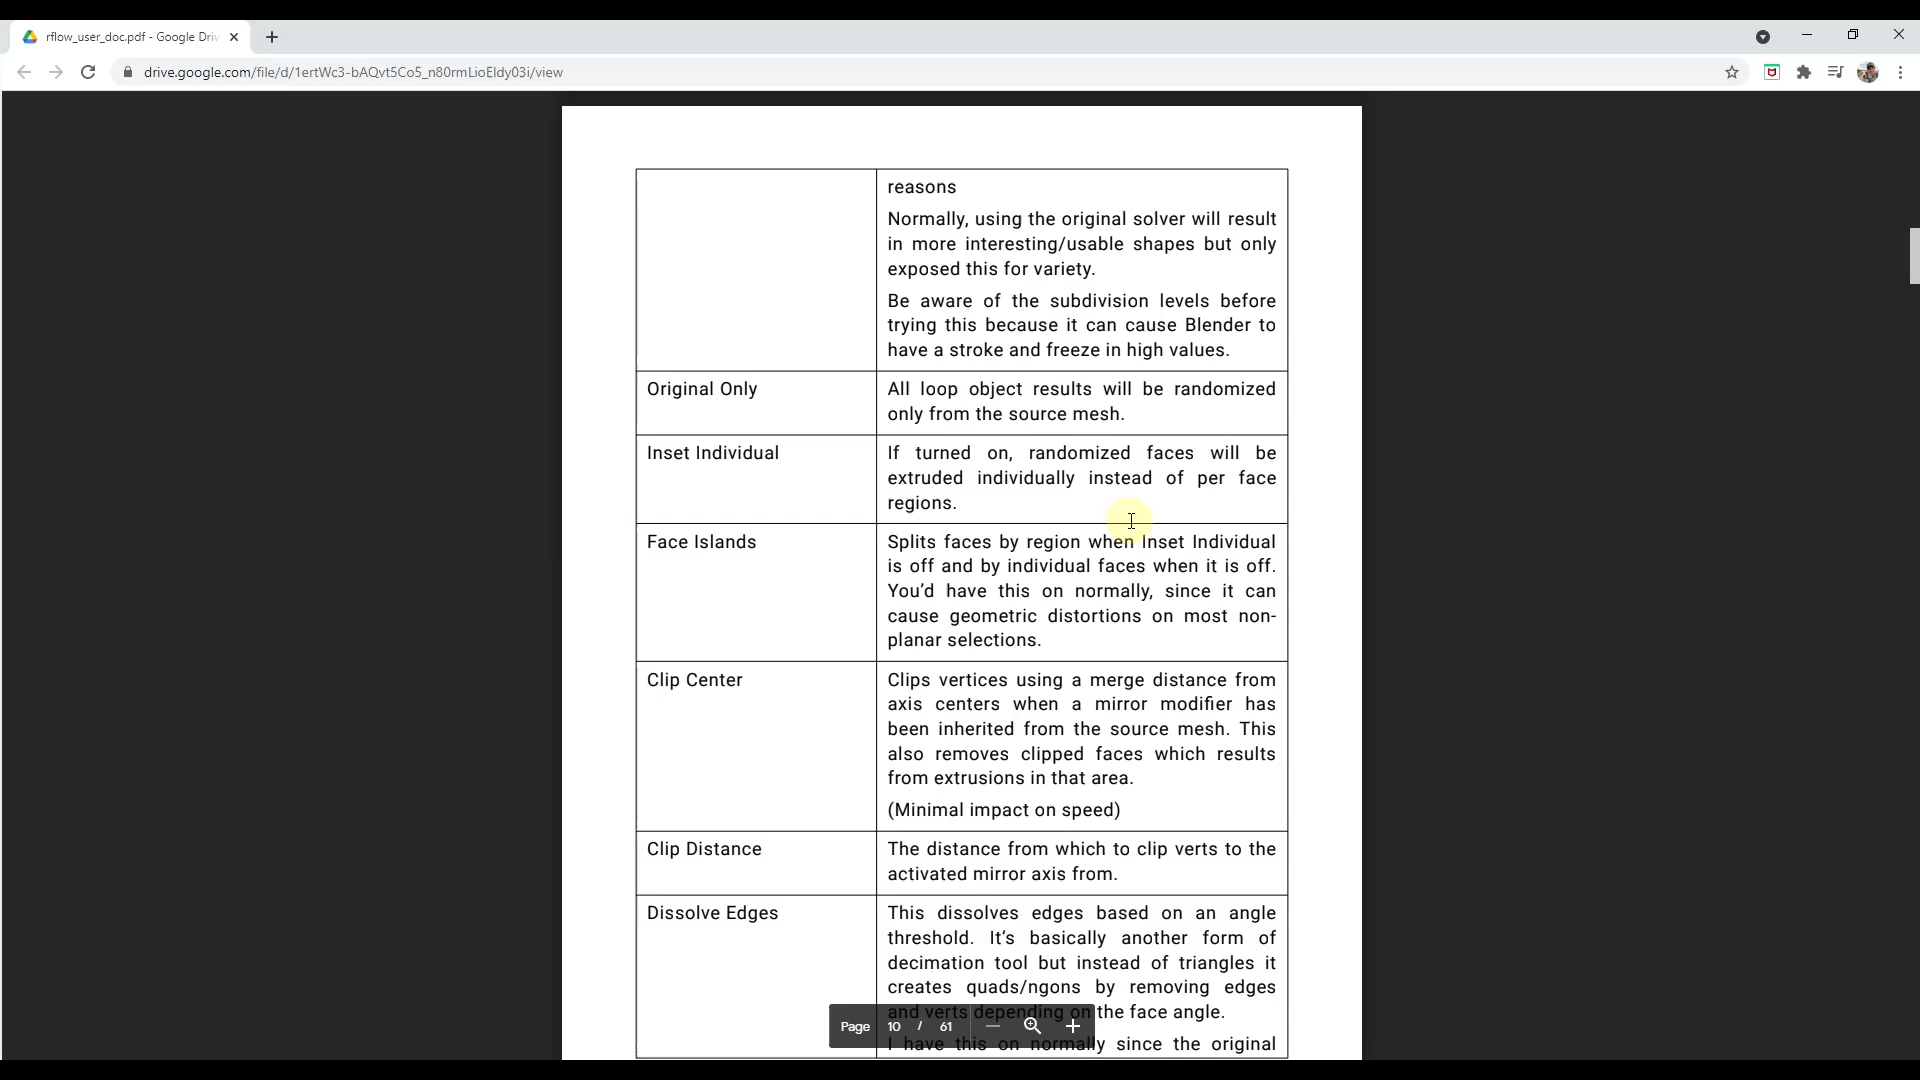 rflow_user_doc.pdf - Google Driv
drive.google.com/file/d/1ertWc3-bAQvt5Co5_n80rmLioEldy03i/view
reasons
Normally, using the original solver will result
in more interesting/usable shapes but only
exposed this for variety.
Be aware of the subdivision levels before
trying this because it can cause Blender to
have a stroke and freeze in high values.
Original Only
All loop object results will be randomized
only from the source mesh.
Inset Individual
If turned on, randomized faces will be
extruded individually instead of per face
regions.
Face Islands
Splits faces by region when Inset Individual
is off and by individual faces when it is off.
You’d have this on normally, since it can
cause geometric distortions on most non-
planar selections.
Clip Center
Clips vertices using a merge distance from
axis centers when a mirror modifier has
been inherited from the source mesh. This
also removes clipped faces which results
from extrusions in that area.
(Minimal impact on speed)
Clip Distance
The distance from which to clip verts to the
activated mirror axis from.
Dissolve Edges
This dissolves edges based on an angle
threshold. It’s basically another form of
decimation tool but instead of triangles it
creates quads/ngons by removing edges
and verts depending on the face angle.
I have this on normally since the original
Page 10 / 61